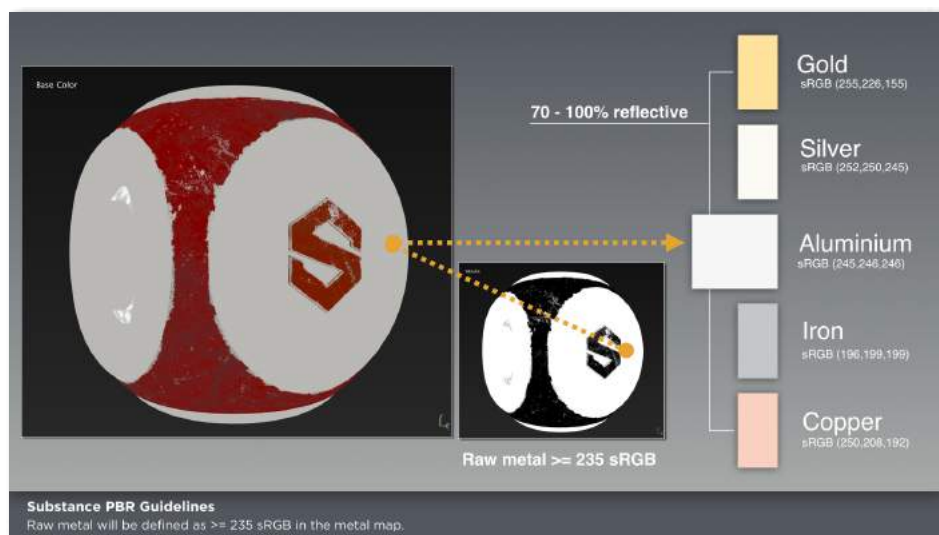 Base Color
70 - 100% reflective
Gold
sRGB (255,226,155)
Silver
sRGB (252,250,245)
Aluminium
sRGB (245,246,246)
Iron
sRGB (196,199,199)
Copper
sRGB (250,208,192)
S
S
Raw metal >= 235 sRGB
Substance PBR Guidelines
Raw metal will be defined as >= 235 sRGB in the metal map.